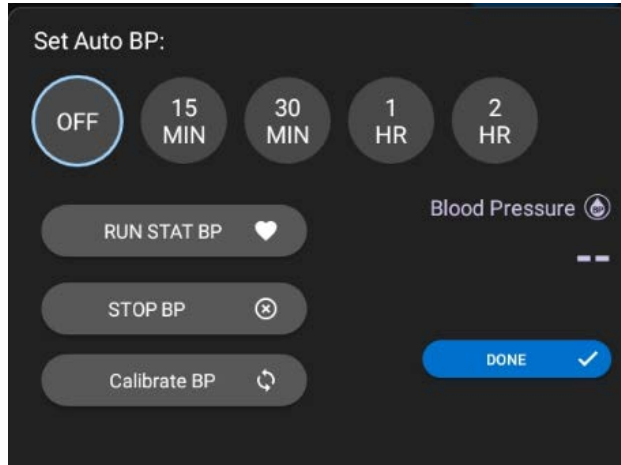 Set Auto BP:
OFF
15
MIN
30
MIN
1
HR
2
HR
RUN STAT BP
Blood Pressure
--
STOP BP
DONE
Calibrate BP